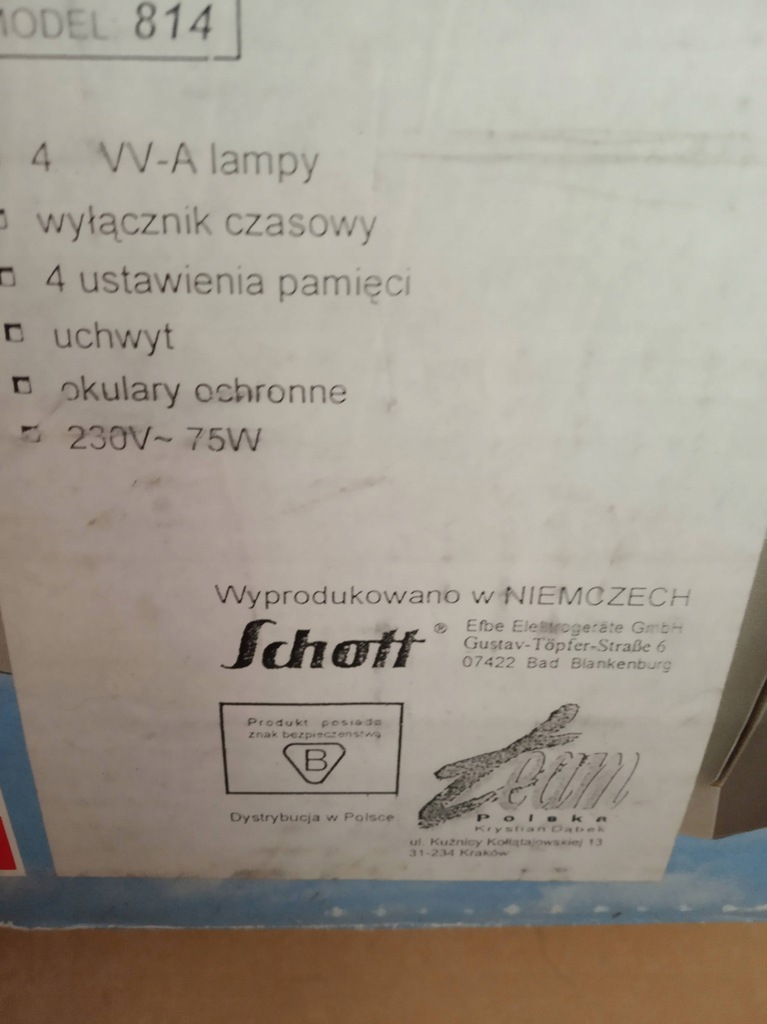 MODEL: 814
4 VV-A lampy
wyłącznik czasowy
4 ustawienia pamięci
uchwyt
okulary ochronne
230V~ 75W
Wyprodukowano w NIEMCZECH
Schott ® Efbe Elektrogeräte GmbH
Gustav-Töpfer-Straße 6
07422 Bad Blankenburg
Produkt posiada
znak bezpieczeństwa
B
Dystrybucja w Polsce
Team
Polska
Krystian Dąbek
ul. Kuźnicy Kołłątajowskiej 13
31-234 Kraków